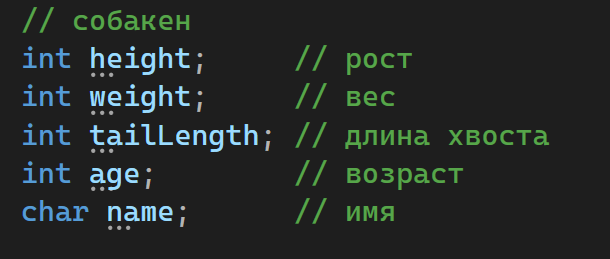 // собакен
int height;     // рост
int weight;     // вес
int tailLength; // длина хвоста
int age;        // возраст
char name;      // имя